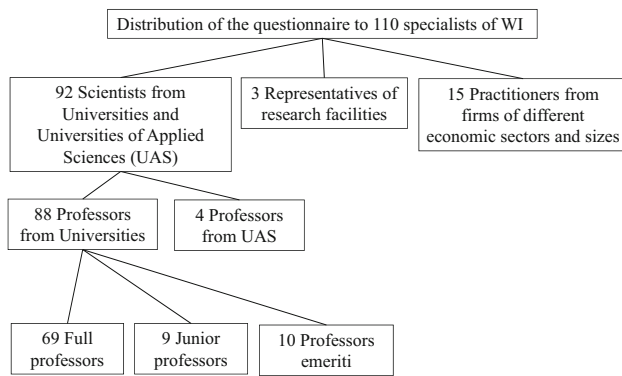 Distribution of the questionnaire to 110 specialists of WI
92 Scientists from
Universities and
Universities of Applied
Sciences (UAS)
3 Representatives of
research facilities
15 Practitioners from
firms of different
economic sectors and sizes
88 Professors
from Universities
4 Professors
from UAS
69 Full
professors
9 Junior
professors
10 Professors
emeriti